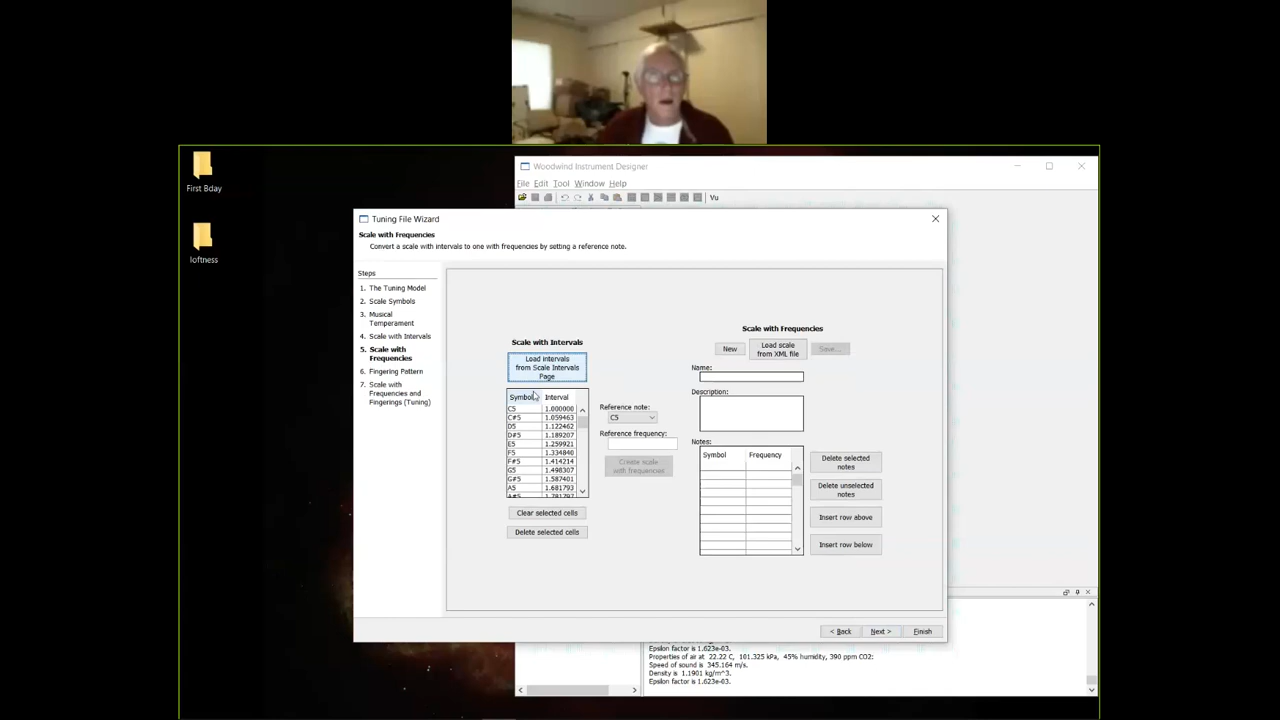 First Bday
loftness
Woodwind Instrument Designer
File Edit Tool Window Help
Vu
Tuning File Wizard
Scale with Frequencies
Convert a scale with intervals to one with frequencies by setting a reference note.
Steps
1. The Tuning Model
2. Scale Symbols
3. Musical
Temperament
4. Scale with Intervals
5. Scale with
Frequencies
6. Fingering Pattern
7. Scale with
Frequencies and
Fingerings (Tuning)
Scale with Intervals
Load intervals
from Scale Intervals
Page
Symbol Interval
C5 1.000000
C#5 1.059463
D5 1.122462
D#5 1.189207
E5 1.259921
F5 1.334840
F#5 1.414214
G5 1.498307
G#5 1.587401
A5 1.681793
A#5 1.781797
Clear selected cells
Delete selected cells
Reference note:
C5
Reference frequency:
Create scale
with frequencies
Scale with Frequencies
New
Load scale
from XML file
Save...
Name:
Description:
Notes:
Symbol Frequency
Delete selected
notes
Delete unselected
notes
Insert row above
Insert row below
< Back Next > Finish
Epsilon factor is 1.623e-03.
Properties of air at 22.22 C, 101.325 kPa, 45% humidity, 390 ppm CO2:
Speed of sound is 345.164 m/s.
Density is 1.1901 kg/m^3.
Epsilon factor is 1.623e-03.